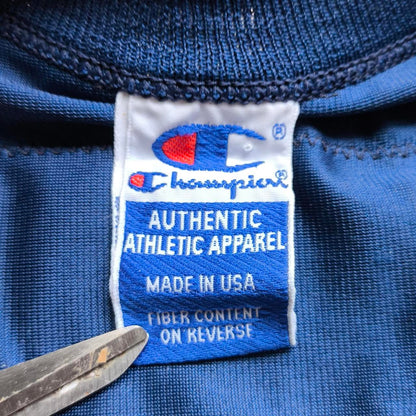 ®
Champion®
AUTHENTIC
ATHLETIC APPAREL
MADE IN USA
FIBER CONTENT
ON REVERSE